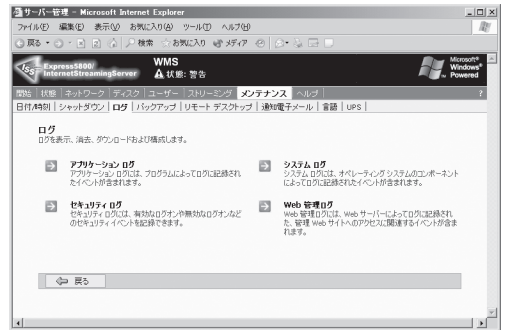 サーバー管理 - Microsoft Internet Explorer
ファイル(F) 編集(E) 表示(V) お気に入り(A) ツール(T) ヘルプ(H)
戻る 検索 お気に入り メディア
ISS Express5800/
InternetStreamingServer
WMS
状態: 警告
Microsoft®
Windows®
Powered
開始 状態 ネットワーク ディスク ユーザー ストリーミング メンテナンス ヘルプ ?
日付/時刻 シャットダウン ログ バックアップ リモート デスクトップ 通知電子メール 言語 UPS
ログ
ログを表示、消去、ダウンロードおよび構成します。
アプリケーション ログ
アプリケーション ログには、プログラムによってログに記録され
たイベントが含まれます。
システム ログ
システム ログには、オペレーティング システムのコンポーネント
によってログに記録されたイベントが含まれます。
セキュリティ ログ
セキュリティ ログには、有効なログオンや無効なログオンなど
のセキュリティ イベントを記録できます。
Web 管理ログ
Web 管理ログには、Web サーバーによってログに記録され
た、管理 Web サイトへのアクセスに関連するイベントが含ま
れます。
戻る